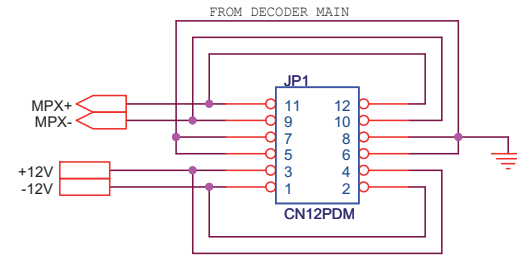 FROM DECODER MAIN
JP1
MPX+ 11 12
MPX- 9 10
7 8
5 6
+12V 3 4
-12V 1 2
CN12PDM